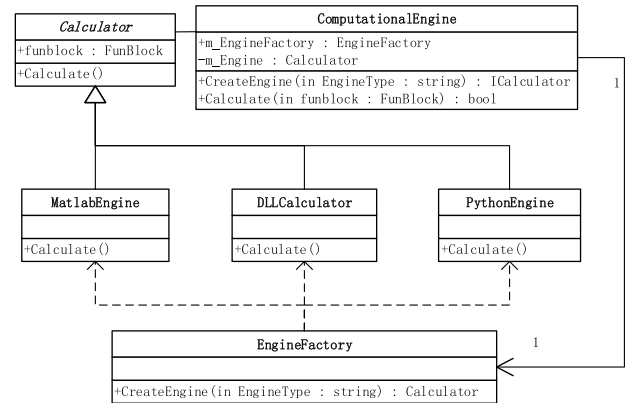 Calculator
+funblock : FunBlock
+Calculate()
ComputationalEngine
+m_EngineFactory : EngineFactory
-m_Engine : Calculator
+CreateEngine(in EngineType : string) : ICalculator
+Calculate(in funblock : FunBlock) : bool
1
MatlabEngine
+Calculate()
DLLCalculator
+Calculate()
PythonEngine
+Calculate()
EngineFactory
+CreateEngine(in EngineType : string) : Calculator
1